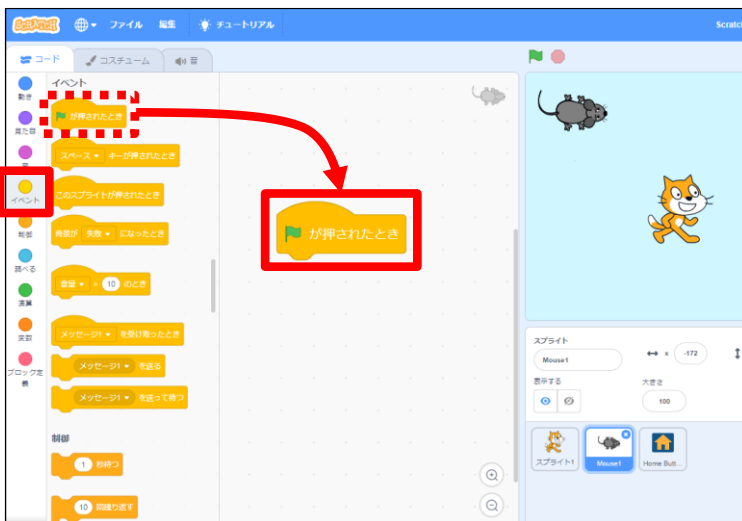 SCRATCH ファイル 編集 チュートリアル Scratch
コード コスチューム 音
イベント
動き
が押されたとき
見た目
スペース キーが押されたとき
音
このスプライトが押されたとき
イベント
が押されたとき
制御
背景が 失敗 になったとき
調べる
音量 > 10 のとき
演算
変数
メッセージ1 を受け取ったとき
ブロック定
義
メッセージ1 を送る
メッセージ1 を送って待つ
制御
1 秒待つ
10 回繰り返す
スプライト
Mouse1 x -172
表示する 大きさ
100
スプライト1 Mouse1 Home Butt...